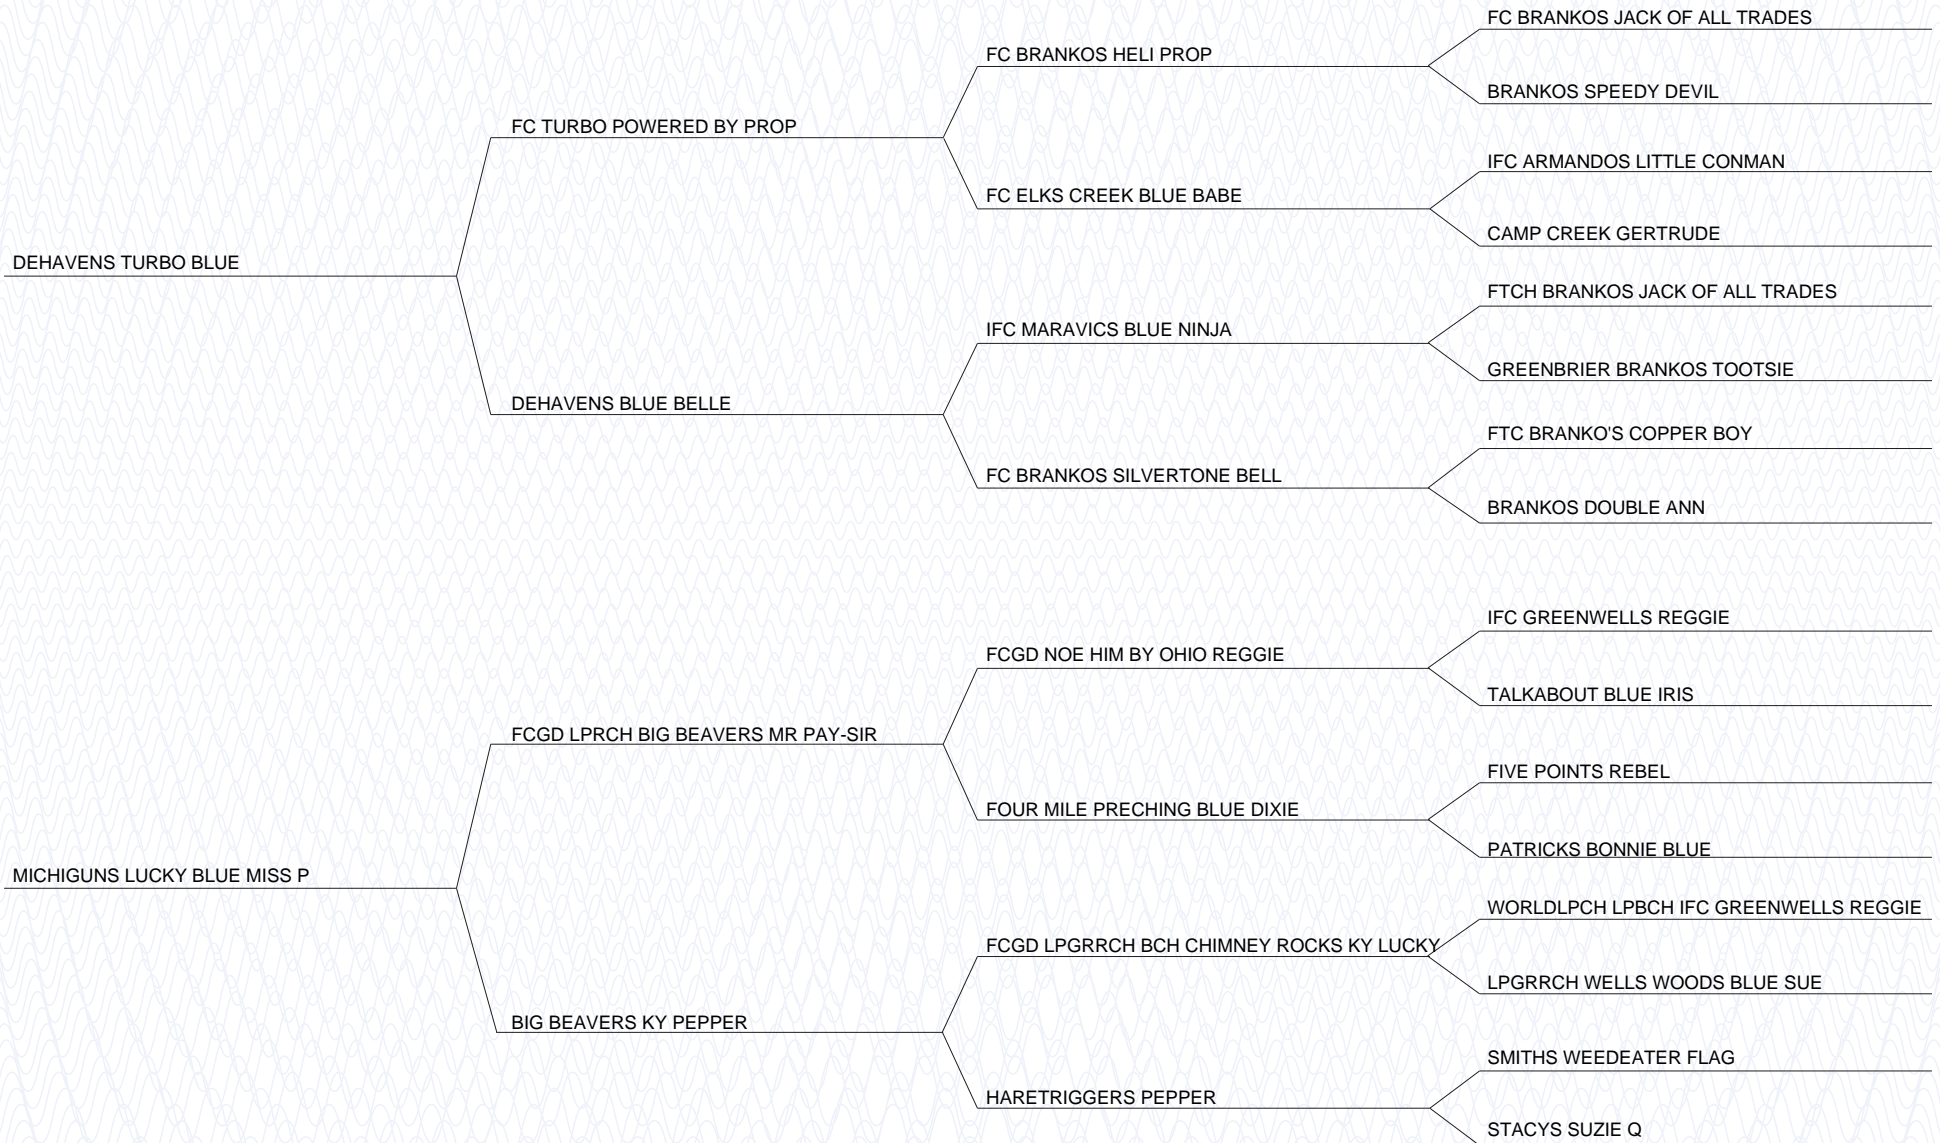 FC BRANKOS JACK OF ALL TRADES
FC BRANKOS HELI PROP
BRANKOS SPEEDY DEVIL
FC TURBO POWERED BY PROP
IFC ARMANDOS LITTLE CONMAN
FC ELKS CREEK BLUE BABE
CAMP CREEK GERTRUDE
DEHAVENS TURBO BLUE
FTCH BRANKOS JACK OF ALL TRADES
IFC MARAVICS BLUE NINJA
GREENBRIER BRANKOS TOOTSIE
DEHAVENS BLUE BELLE
FTC BRANKO'S COPPER BOY
FC BRANKOS SILVERTONE BELL
BRANKOS DOUBLE ANN
IFC GREENWELLS REGGIE
FCGD NOE HIM BY OHIO REGGIE
TALKABOUT BLUE IRIS
FCGD LPRCH BIG BEAVERS MR PAY-SIR
FIVE POINTS REBEL
FOUR MILE PRECHING BLUE DIXIE
PATRICKS BONNIE BLUE
MICHIGUNS LUCKY BLUE MISS P
WORLDLPCH LPBCH IFC GREENWELLS REGGIE
FCGD LPGRRCH BCH CHIMNEY ROCKS KY LUCKY
LPGRRCH WELLS WOODS BLUE SUE
BIG BEAVERS KY PEPPER
SMITHS WEEDEATER FLAG
HARETRIGGERS PEPPER
STACYS SUZIE Q